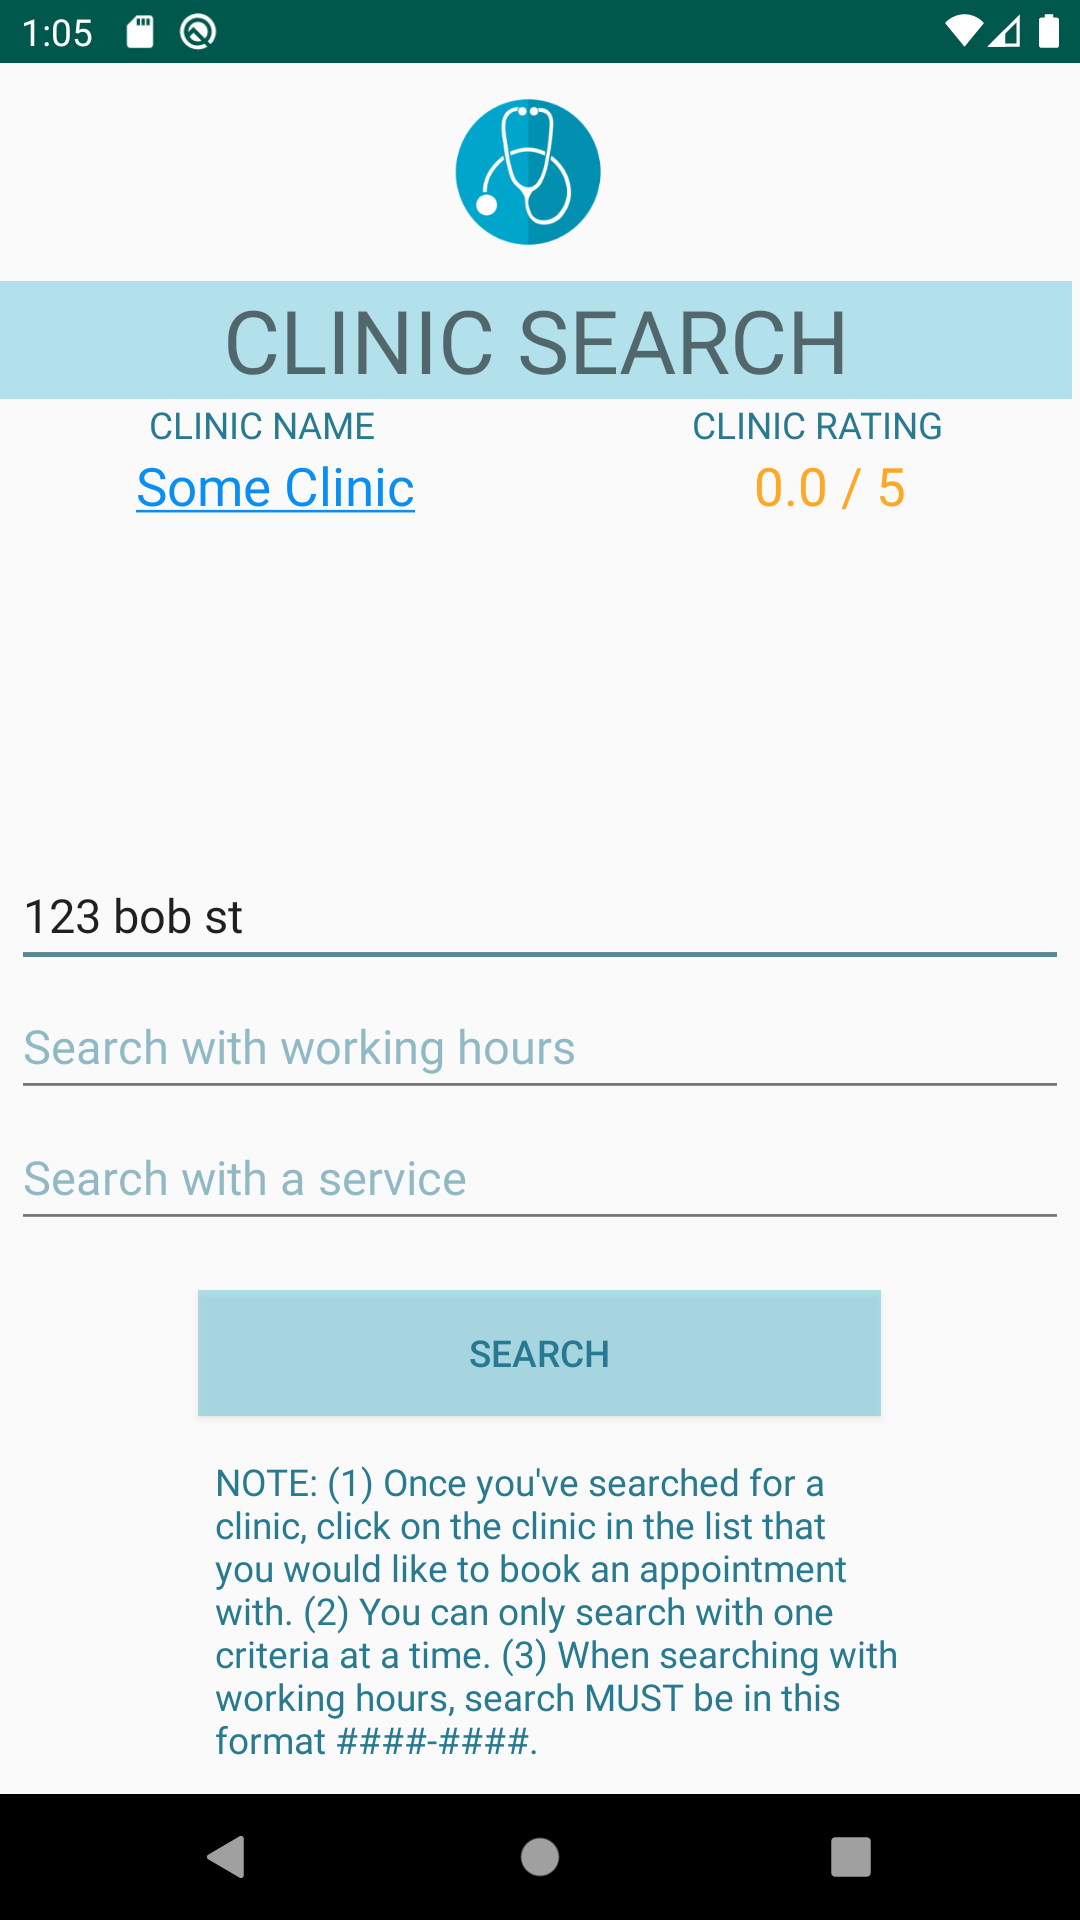 1:05
CLINIC SEARCH
CLINIC NAME CLINIC RATING
Some Clinic 0.0 / 5
123 bob st
Search with working hours
Search with a service
SEARCH
NOTE: (1) Once you've searched for a
clinic, click on the clinic in the list that
you would like to book an appointment
with. (2) You can only search with one
criteria at a time. (3) When searching with
working hours, search MUST be in this
format ####-####.